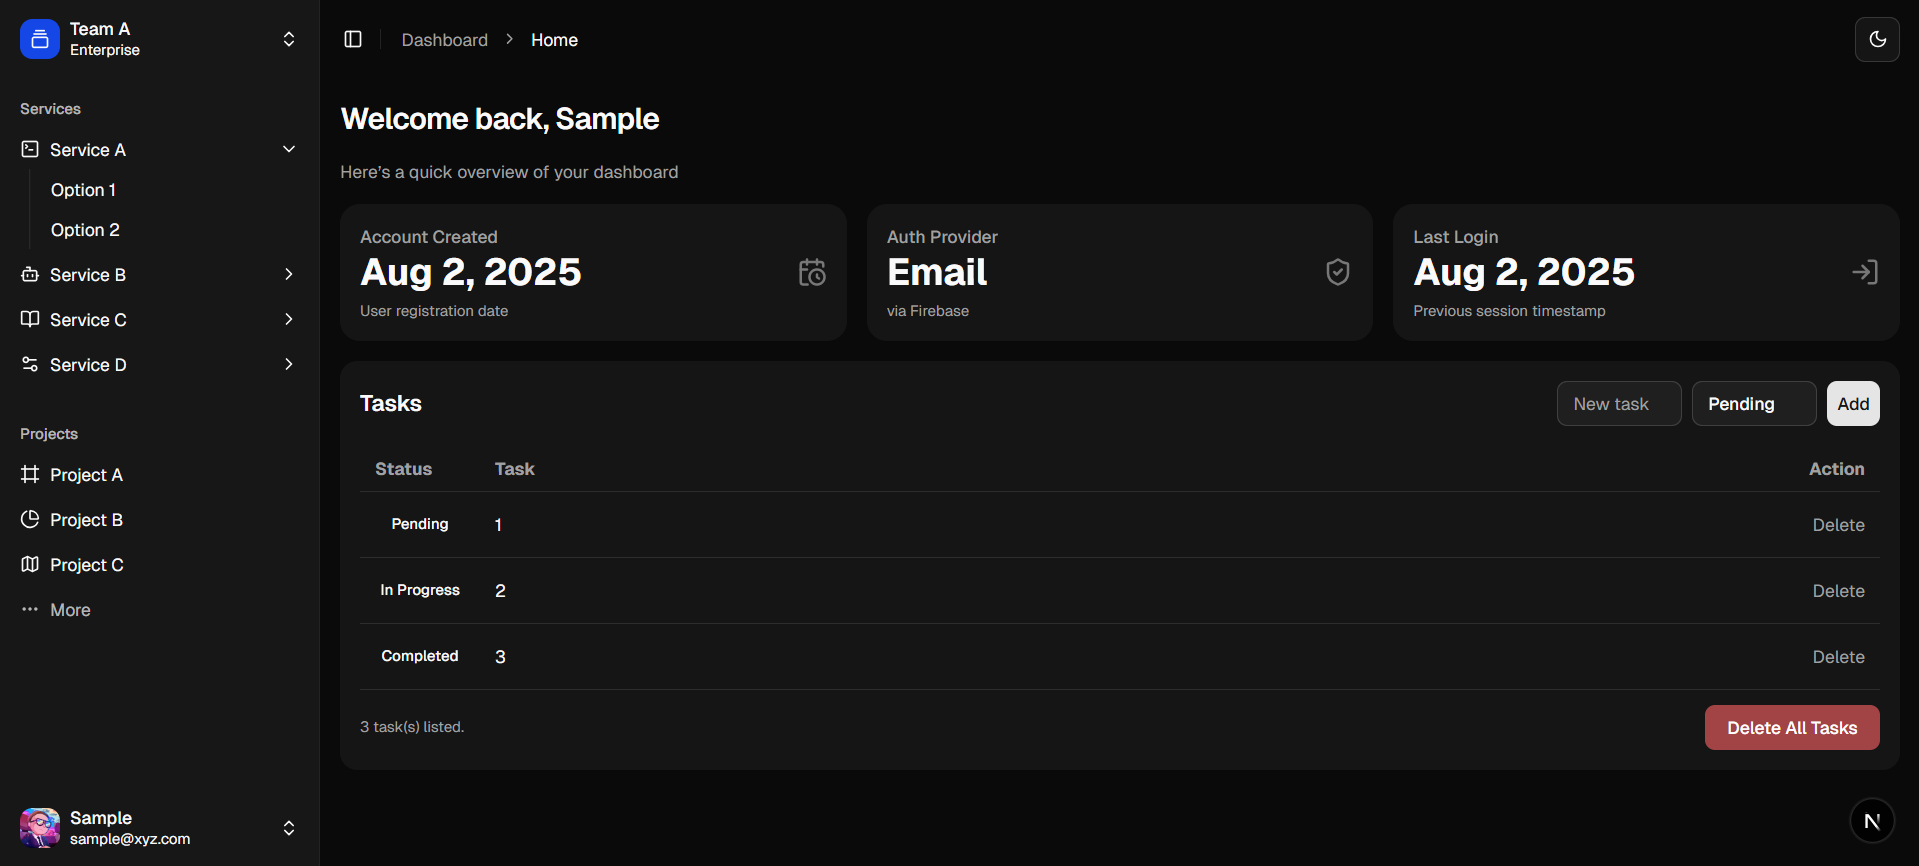 Team A
Enterprise
Services
Service A
Option 1
Option 2
Service B
Service C
Service D
Projects
Project A
Project B
Project C
More
Sample
sample@xyz.com
Dashboard > Home
Welcome back, Sample
Here's a quick overview of your dashboard
Account Created
Aug 2, 2025
User registration date
Auth Provider
Email
via Firebase
Last Login
Aug 2, 2025
Previous session timestamp
Tasks
New task Pending Add
Status Task Action
Pending 1 Delete
In Progress 2 Delete
Completed 3 Delete
3 task(s) listed. Delete All Tasks
N